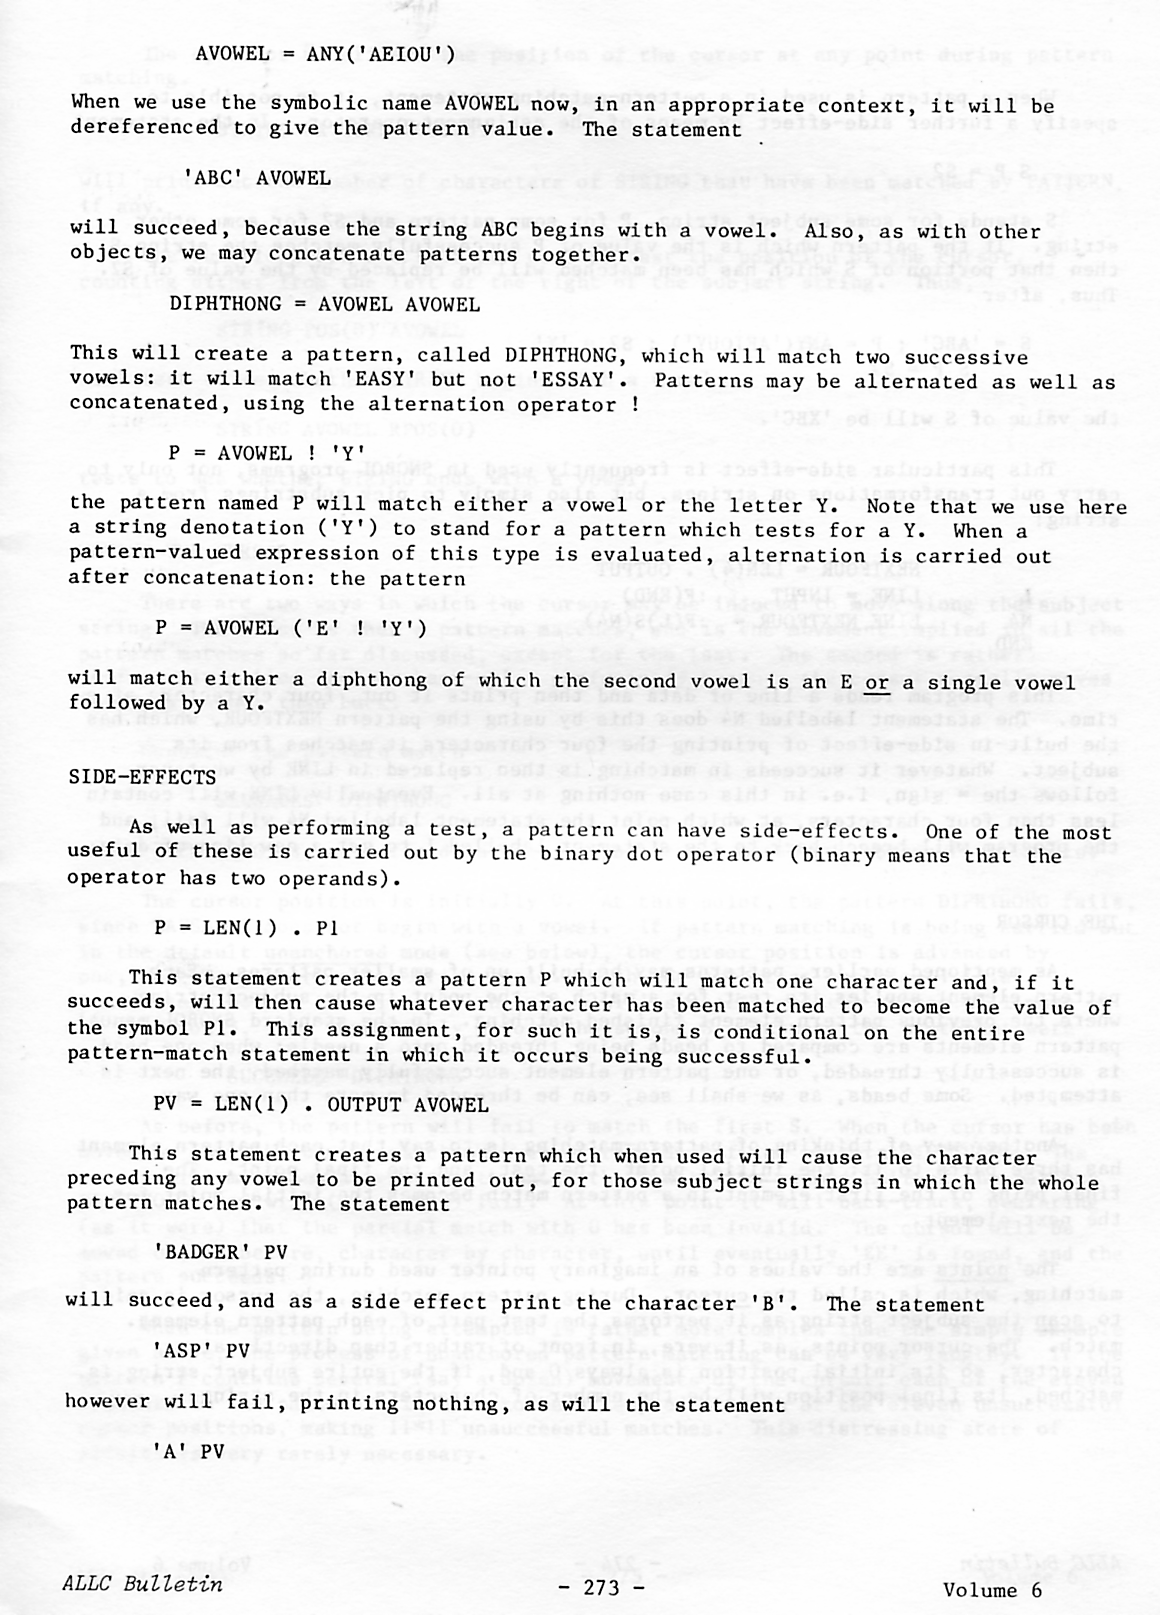 AVOWEL = ANY('AEIOU')
When we use the symbolic name AVOWEL now, in an appropriate context, it will be
dereferenced to give the pattern value.  The statement
'ABC' AVOWEL
will succeed, because the string ABC begins with a vowel.  Also, as with other
objects, we may concatenate patterns together.
DIPHTHONG = AVOWEL AVOWEL
This will create a pattern, called DIPHTHONG, which will match two successive
vowels: it will match 'EASY' but not 'ESSAY'.  Patterns may be alternated as well as
concatenated, using the alternation operator !
P = AVOWEL ! 'Y'
the pattern named P will match either a vowel or the letter Y.  Note that we use here
a string denotation ('Y') to stand for a pattern which tests for a Y.  When a
pattern-valued expression of this type is evaluated, alternation is carried out
after concatenation: the pattern
P = AVOWEL ('E' ! 'Y')
will match either a diphthong of which the second vowel is an E or a single vowel
followed by a Y.
SIDE-EFFECTS
As well as performing a test, a pattern can have side-effects.  One of the most
useful of these is carried out by the binary dot operator (binary means that the
operator has two operands).
P = LEN(1) . P1
This statement creates a pattern P which will match one character and, if it
succeeds, will then cause whatever character has been matched to become the value of
the symbol P1.  This assignment, for such it is, is conditional on the entire
pattern-match statement in which it occurs being successful.
PV = LEN(1) . OUTPUT AVOWEL
This statement creates a pattern which when used will cause the character
preceding any vowel to be printed out, for those subject strings in which the whole
pattern matches.  The statement
'BADGER' PV
will succeed, and as a side effect print the character 'B'.  The statement
'ASP' PV
however will fail, printing nothing, as will the statement
'A' PV
ALLC Bulletin
- 273 -
Volume 6